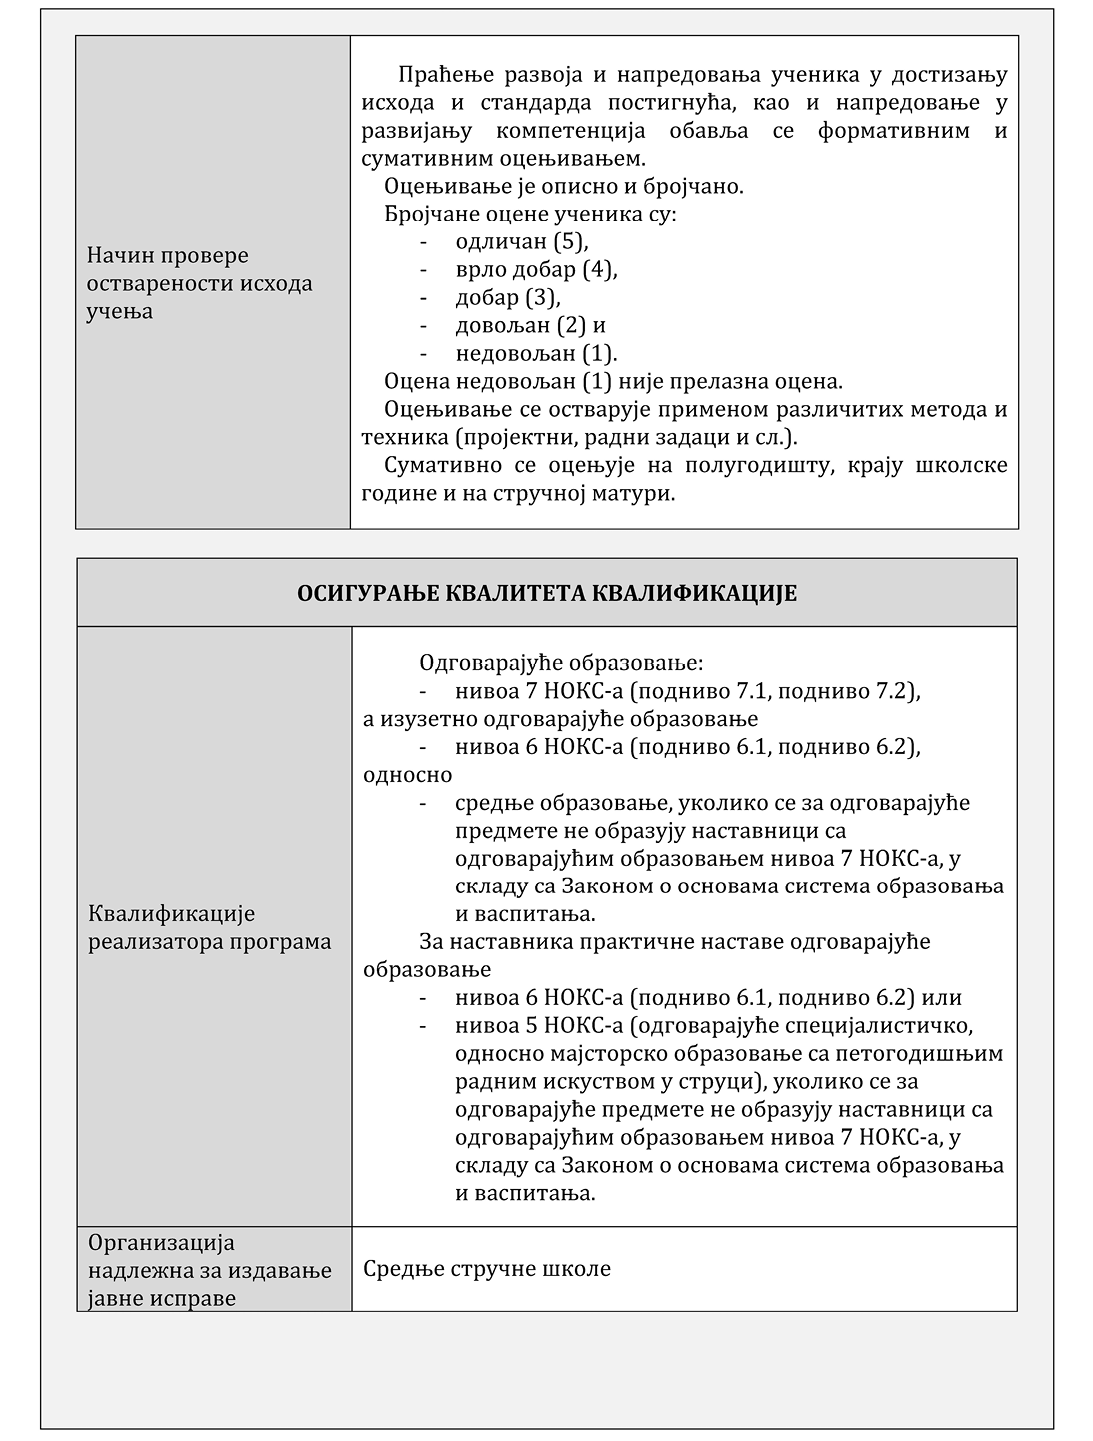 Начин провере
остварености исхода
учења
Праћење развоја и напредовања ученика у достизању
исхода и стандарда постигнућа, као и напредовање у
развијању компетенција обавља се формативним и
сумативним оцењивањем.
Оцењивање је описно и бројчано.
Бројчане оцене ученика су:
- одличан (5),
- врло добар (4),
- добар (3),
- довољан (2) и
- недовољан (1).
Оцена недовољан (1) није прелазна оцена.
Оцењивање се остварује применом различитих метода и
техника (пројектни, радни задаци и сл.).
Сумативно се оцењује на полугодишту, крају школске
године и на стручној матури.
ОСИГУРАЊЕ КВАЛИТЕТА КВАЛИФИКАЦИЈЕ
Квалификације
реализатора програма
Одговарајуће образовање:
- нивоа 7 НОКС-а (подниво 7.1, подниво 7.2),
а изузетно одговарајуће образовање
- нивоа 6 НОКС-а (подниво 6.1, подниво 6.2),
односно
- средње образовање, уколико се за одговарајуће
предмете не образују наставници са
одговарајућим образовањем нивоа 7 НОКС-а, у
складу са Законом о основама система образовања
и васпитања.
За наставника практичне наставе одговарајуће
образовање
- нивоа 6 НОКС-а (подниво 6.1, подниво 6.2) или
- нивоа 5 НОКС-а (одговарајуће специјалистичко,
односно мајсторско образовање са петогодишњим
радним искуством у струци), уколико се за
одговарајуће предмете не образују наставници са
одговарајућим образовањем нивоа 7 НОКС-а, у
складу са Законом о основама система образовања
и васпитања.
Организација
надлежна за издавање
јавне исправе
Средње стручне школе